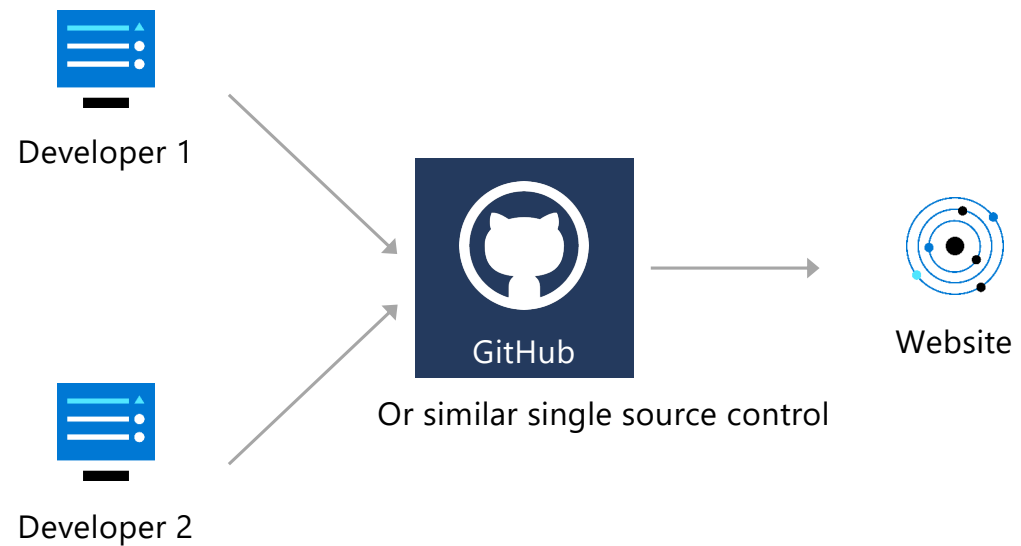 Developer 1
GitHub
Or similar single source control
Website
Developer 2